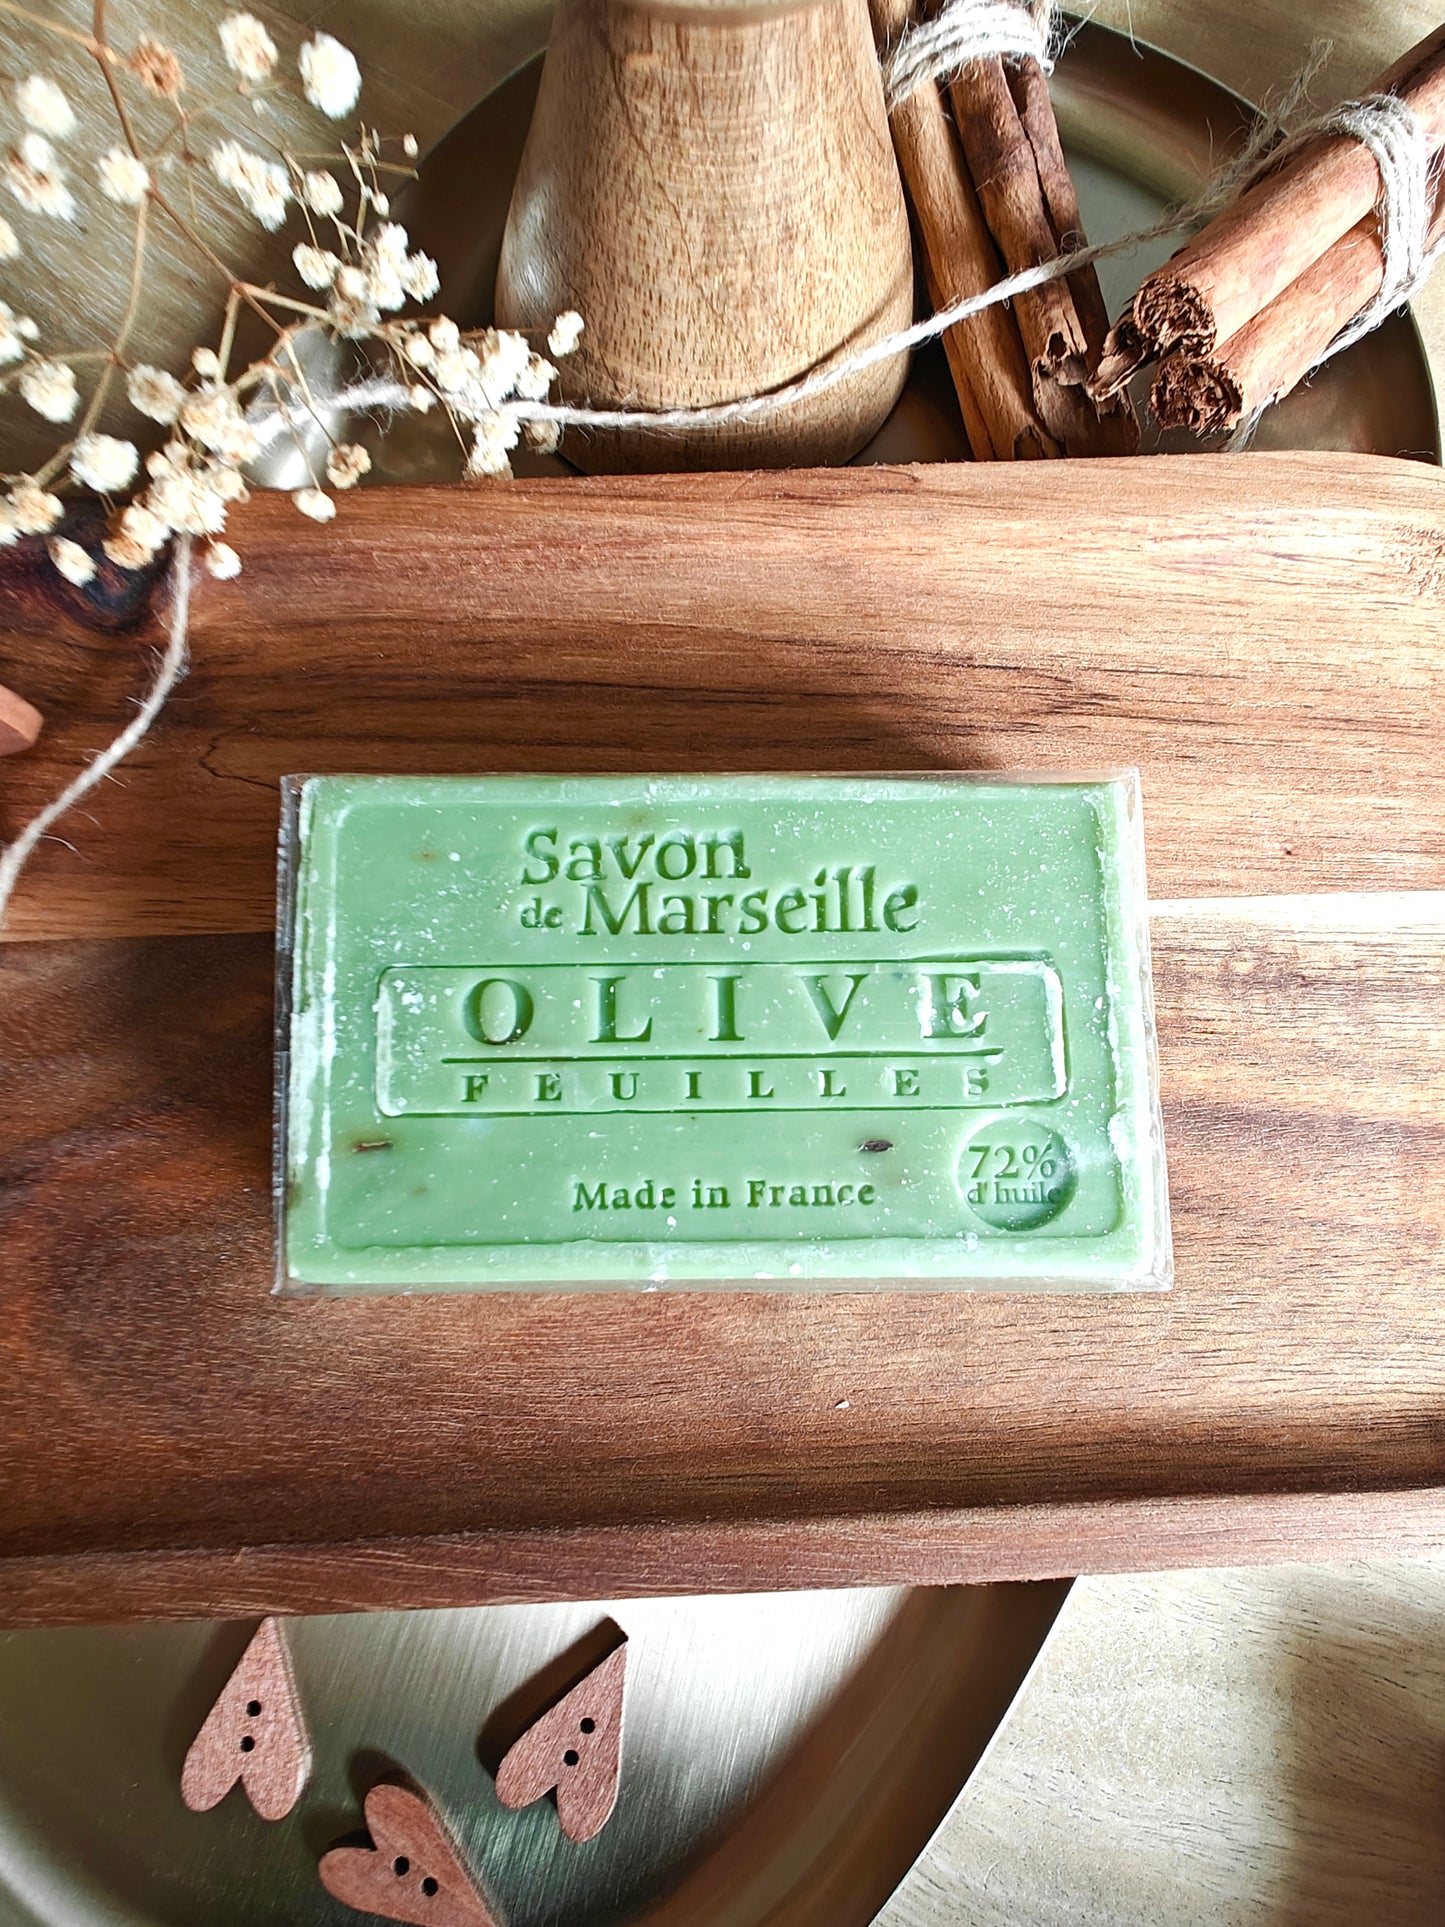 Savon
de Marseille
OLIVE
FEUILLES
Made in France
72%
d'huile